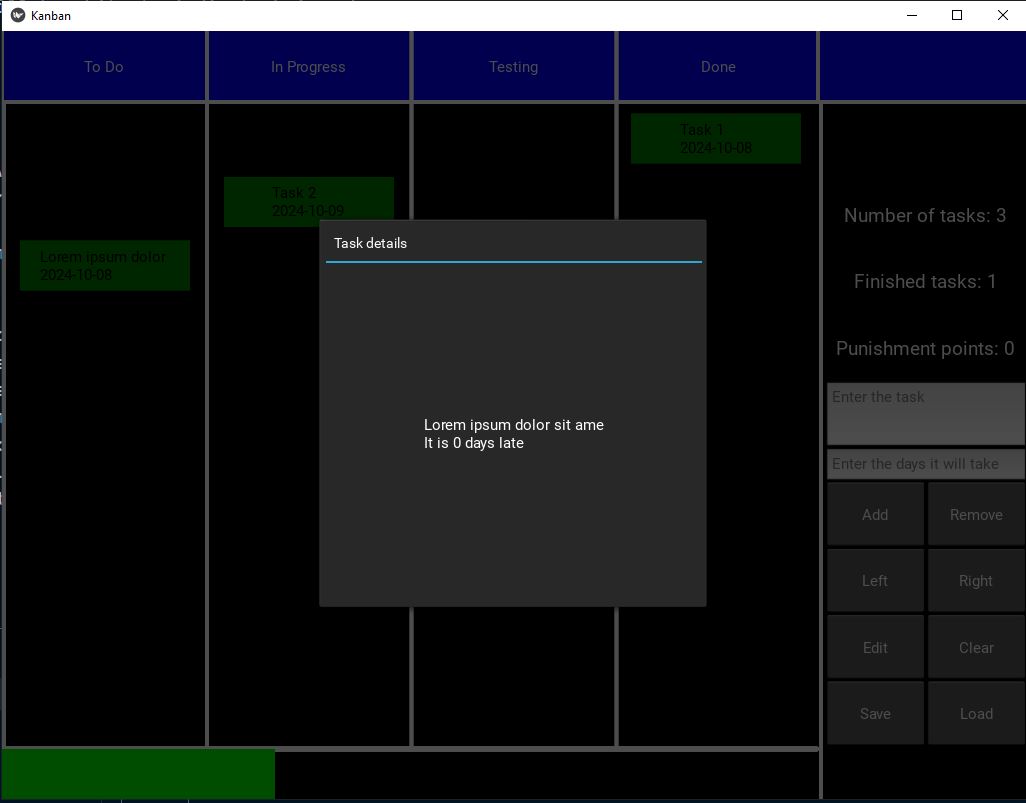 Kanban
To Do
In Progress
Testing
Done
Task 1
2024-10-08
Task 2
2024-10-09
Lorem ipsum dolor
2024-10-08
Task details
Lorem ipsum dolor sit ame
It is 0 days late
Number of tasks: 3
Finished tasks: 1
Punishment points: 0
Enter the task
Enter the days it will take
Add
Remove
Left
Right
Edit
Clear
Save
Load